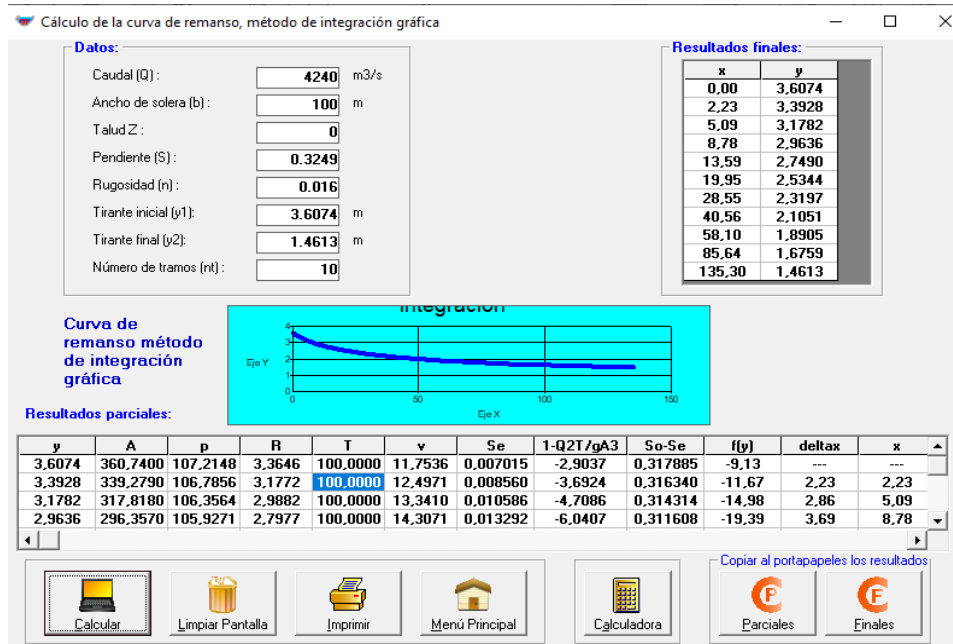 Cálculo de la curva de remanso, método de integración gráfica
Datos:
Caudal (Q) : 4240 m3/s
Ancho de solera (b) : 100 m
Talud Z : 0
Pendiente (S) : 0.3249
Rugosidad (n) : 0.016
Tirante inicial (y1): 3.6074 m
Tirante final (y2): 1.4613 m
Número de tramos (nt) : 10
Resultados finales:
x y
0,00 3,6074
2,23 3,3928
5,09 3,1782
8,78 2,9636
13,59 2,7490
19,95 2,5344
28,55 2,3197
40,56 2,1051
58,10 1,8905
85,64 1,6759
135,30 1,4613
Curva de
remanso método
de integración
gráfica
Integración
Eje Y
4
3
2
1
0
0 50 100 150
Eje X
Resultados parciales:
y A p R T v Se 1-Q2T/gA3 So-Se f(y) deltax x
3,6074 360,7400 107,2148 3,3646 100,0000 11,7536 0,007015 -2,9037 0,317885 -9,13 --- ---
3,3928 339,2790 106,7856 3,1772 100,0000 12,4971 0,008560 -3,6924 0,316340 -11,67 2,23 2,23
3,1782 317,8180 106,3564 2,9882 100,0000 13,3410 0,010586 -4,7086 0,314314 -14,98 2,86 5,09
2,9636 296,3570 105,9271 2,7977 100,0000 14,3071 0,013292 -6,0407 0,311608 -19,39 3,69 8,78
Copiar al portapapeles los resultados
Calcular Limpiar Pantalla Imprimir Menú Principal Calculadora Parciales Finales